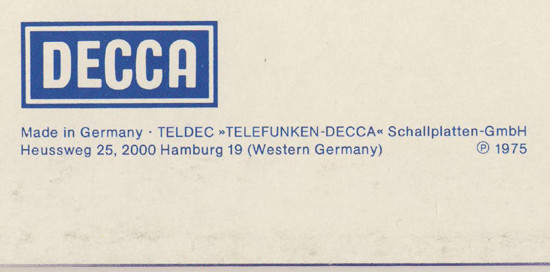 DECCA
Made in Germany · TELDEC »TELEFUNKEN-DECCA« Schallplatten-GmbH
Heussweg 25, 2000 Hamburg 19 (Western Germany) ℗ 1975